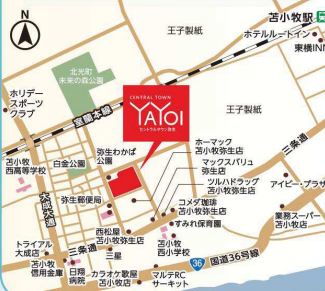 N
苫小牧駅
王子製紙
ホテルルートイン
東横INN
北光町
未来の森公園
CENTRAL TOWN
YAYOI
セントラルタウン弥生
王子製紙
ホリデー
スポーツ
クラブ
室蘭本線
三条通
ホーマック
苫小牧弥生店
弥生わかば
公園
マックスバリュ
弥生店
苫小牧
西高等学校
白金公園
ツルハドラッグ
苫小牧弥生店
アイビー・プラザ
大成大通
弥生郵便局
コメダ珈琲
苫小牧弥生店
すみれ保育園
業務スーパー
苫小牧店
西松屋
苫小牧弥生店
トライアル
大成店
三条通
三星
苫小牧
西小学校
36
国道36号線
苫小牧
信用金庫
日翔
病院
カラオケ歌屋
苫小牧店
マルテRC
サーキット